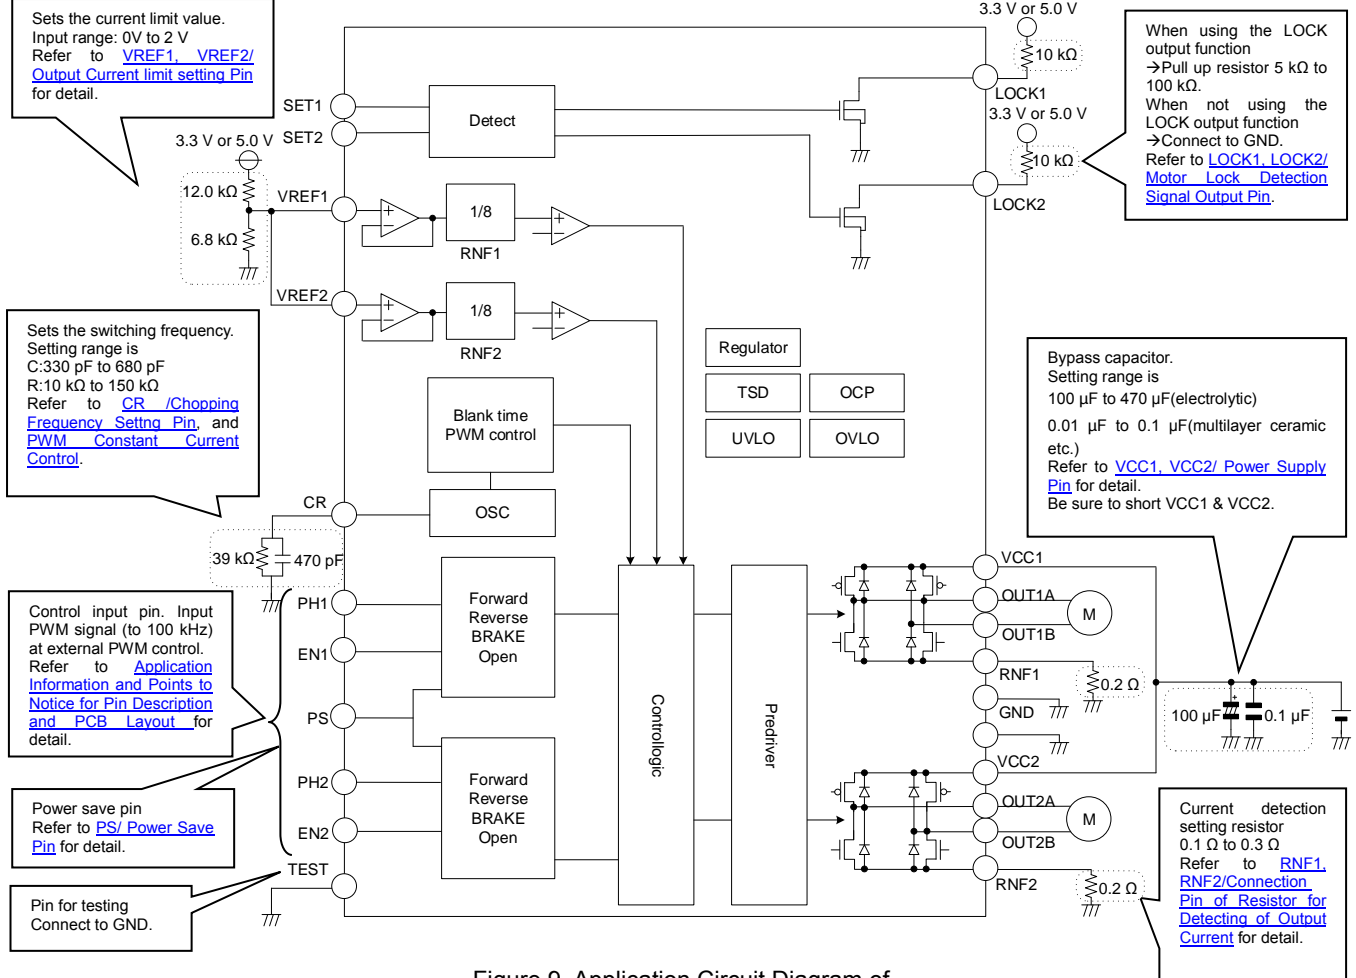 Sets the current limit value.
Input range: 0V to 2 V
Refer to VREF1, VREF2/
Output Current limit setting Pin
for detail.
3.3 V or 5.0 V
10 kΩ
LOCK1
3.3 V or 5.0 V
10 kΩ
LOCK2
When using the LOCK
output function
→Pull up resistor 5 kΩ to
100 kΩ.
When not using the
LOCK output function
→Connect to GND.
Refer to LOCK1, LOCK2/
Motor Lock Detection
Signal Output Pin.
SET1
SET2
Detect
3.3 V or 5.0 V
12.0 kΩ
6.8 kΩ
VREF1
+
−
1/8
RNF1
+
−
VREF2
+
−
1/8
RNF2
+
−
Sets the switching frequency.
Setting range is
C:330 pF to 680 pF
R:10 kΩ to 150 kΩ
Refer to CR /Chopping
Frequency Settng Pin, and
PWM Constant Current
Control.
Regulator
TSD
OCP
UVLO
OVLO
Blank time
PWM control
OSC
CR
39 kΩ
470 pF
Bypass capacitor.
Setting range is
100 µF to 470 µF(electrolytic)
0.01 µF to 0.1 µF(multilayer ceramic
etc.)
Refer to VCC1, VCC2/ Power Supply
Pin for detail.
Be sure to short VCC1 & VCC2.
Control input pin. Input
PWM signal (to 100 kHz)
at external PWM control.
Refer to Application
Information and Points to
Notice for Pin Description
and PCB Layout for
detail.
PH1
EN1
PS
PH2
EN2
TEST
Forward
Reverse
BRAKE
Open
Forward
Reverse
BRAKE
Open
Controllogic
Predriver
VCC1
OUT1A
M
OUT1B
RNF1
0.2 Ω
GND
VCC2
OUT2A
M
OUT2B
RNF2
0.2 Ω
+
100 µF
0.1 µF
Power save pin
Refer to PS/ Power Save
Pin for detail.
Pin for testing
Connect to GND.
Current detection
setting resistor
0.1 Ω to 0.3 Ω
Refer to RNF1,
RNF2/Connection
Pin of Resistor for
Detecting of Output
Current for detail.
Figure 9. Application Circuit Diagram of